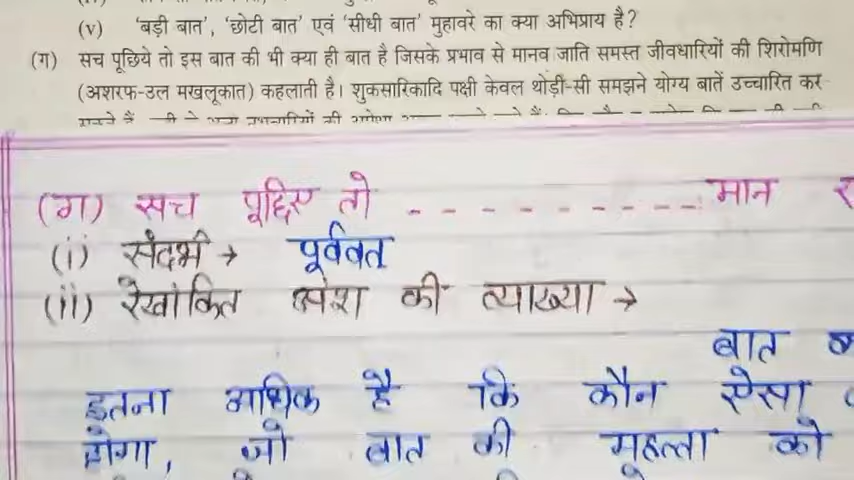 (v) 'बड़ी बात', 'छोटी बात' एवं 'सीधी बात' मुहावरे का क्या अभिप्राय है?
(ग) सच पूछिये तो इस बात की भी क्या ही बात है जिसके प्रभाव से मानव जाति समस्त जीवधारियों की शिरोमणि
(अशरफ-उल मखलूकात) कहलाती है। शुकसारिकादि पक्षी केवल थोड़ी-सी समझने योग्य बातें उच्चारित कर
(ग) सच पूछिए तो - - - - - - - - - - मान
(i) संदर्भ → पूर्ववत
(ii) रेखांकित अंश की व्याख्या →
बात
इतना अधिक है कि कौन ऐसा
होगा, जो बात की महत्ता को